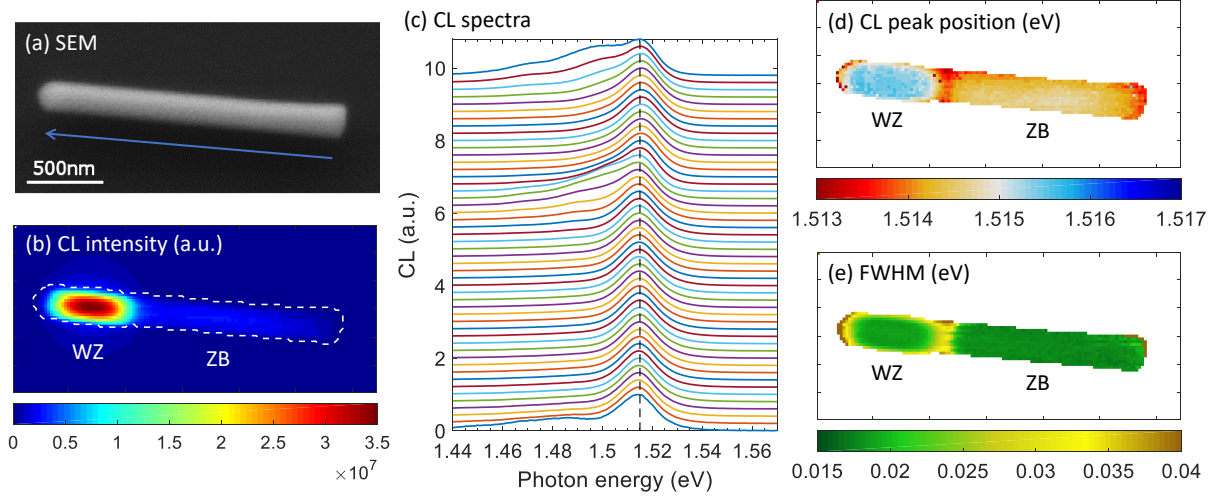 (a) SEM
500nm
(b) CL intensity (a.u.)
WZ
ZB
0 0.5 1 1.5 2 2.5 3 3.5
×10⁷
(c) CL spectra
CL (a.u.)
10
8
6
4
2
0
1.44 1.46 1.48 1.5 1.52 1.54 1.56
Photon energy (eV)
(d) CL peak position (eV)
WZ
ZB
1.513 1.514 1.515 1.516 1.517
(e) FWHM (eV)
WZ
ZB
0.015 0.02 0.025 0.03 0.035 0.04